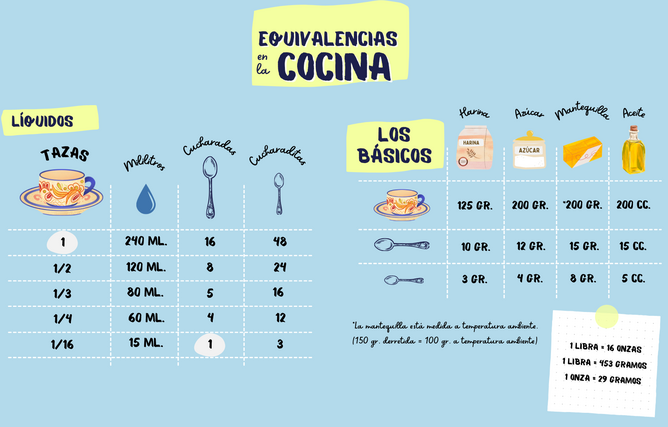 EQUIVALENCIAS
en la COCINA
LÍQUIDOS
TAZAS Mililitros Cucharadas Cucharaditas
1 240 ML. 16 48
1/2 120 ML. 8 24
1/3 80 ML. 5 16
1/4 60 ML. 4 12
1/16 15 ML. 1 3
LOS
BÁSICOS
Harina Azúcar Mantequilla Aceite
HARINA AZÚCAR
125 GR. 200 GR. *200 GR. 200 CC.
10 GR. 12 GR. 15 GR. 15 CC.
3 GR. 4 GR. 8 GR. 5 CC.
*La mantequilla está medida a temperatura ambiente.
(150 gr. derretida = 100 gr. a temperatura ambiente)
1 LIBRA = 16 ONZAS
1 LIBRA = 453 GRAMOS
1 ONZA = 29 GRAMOS